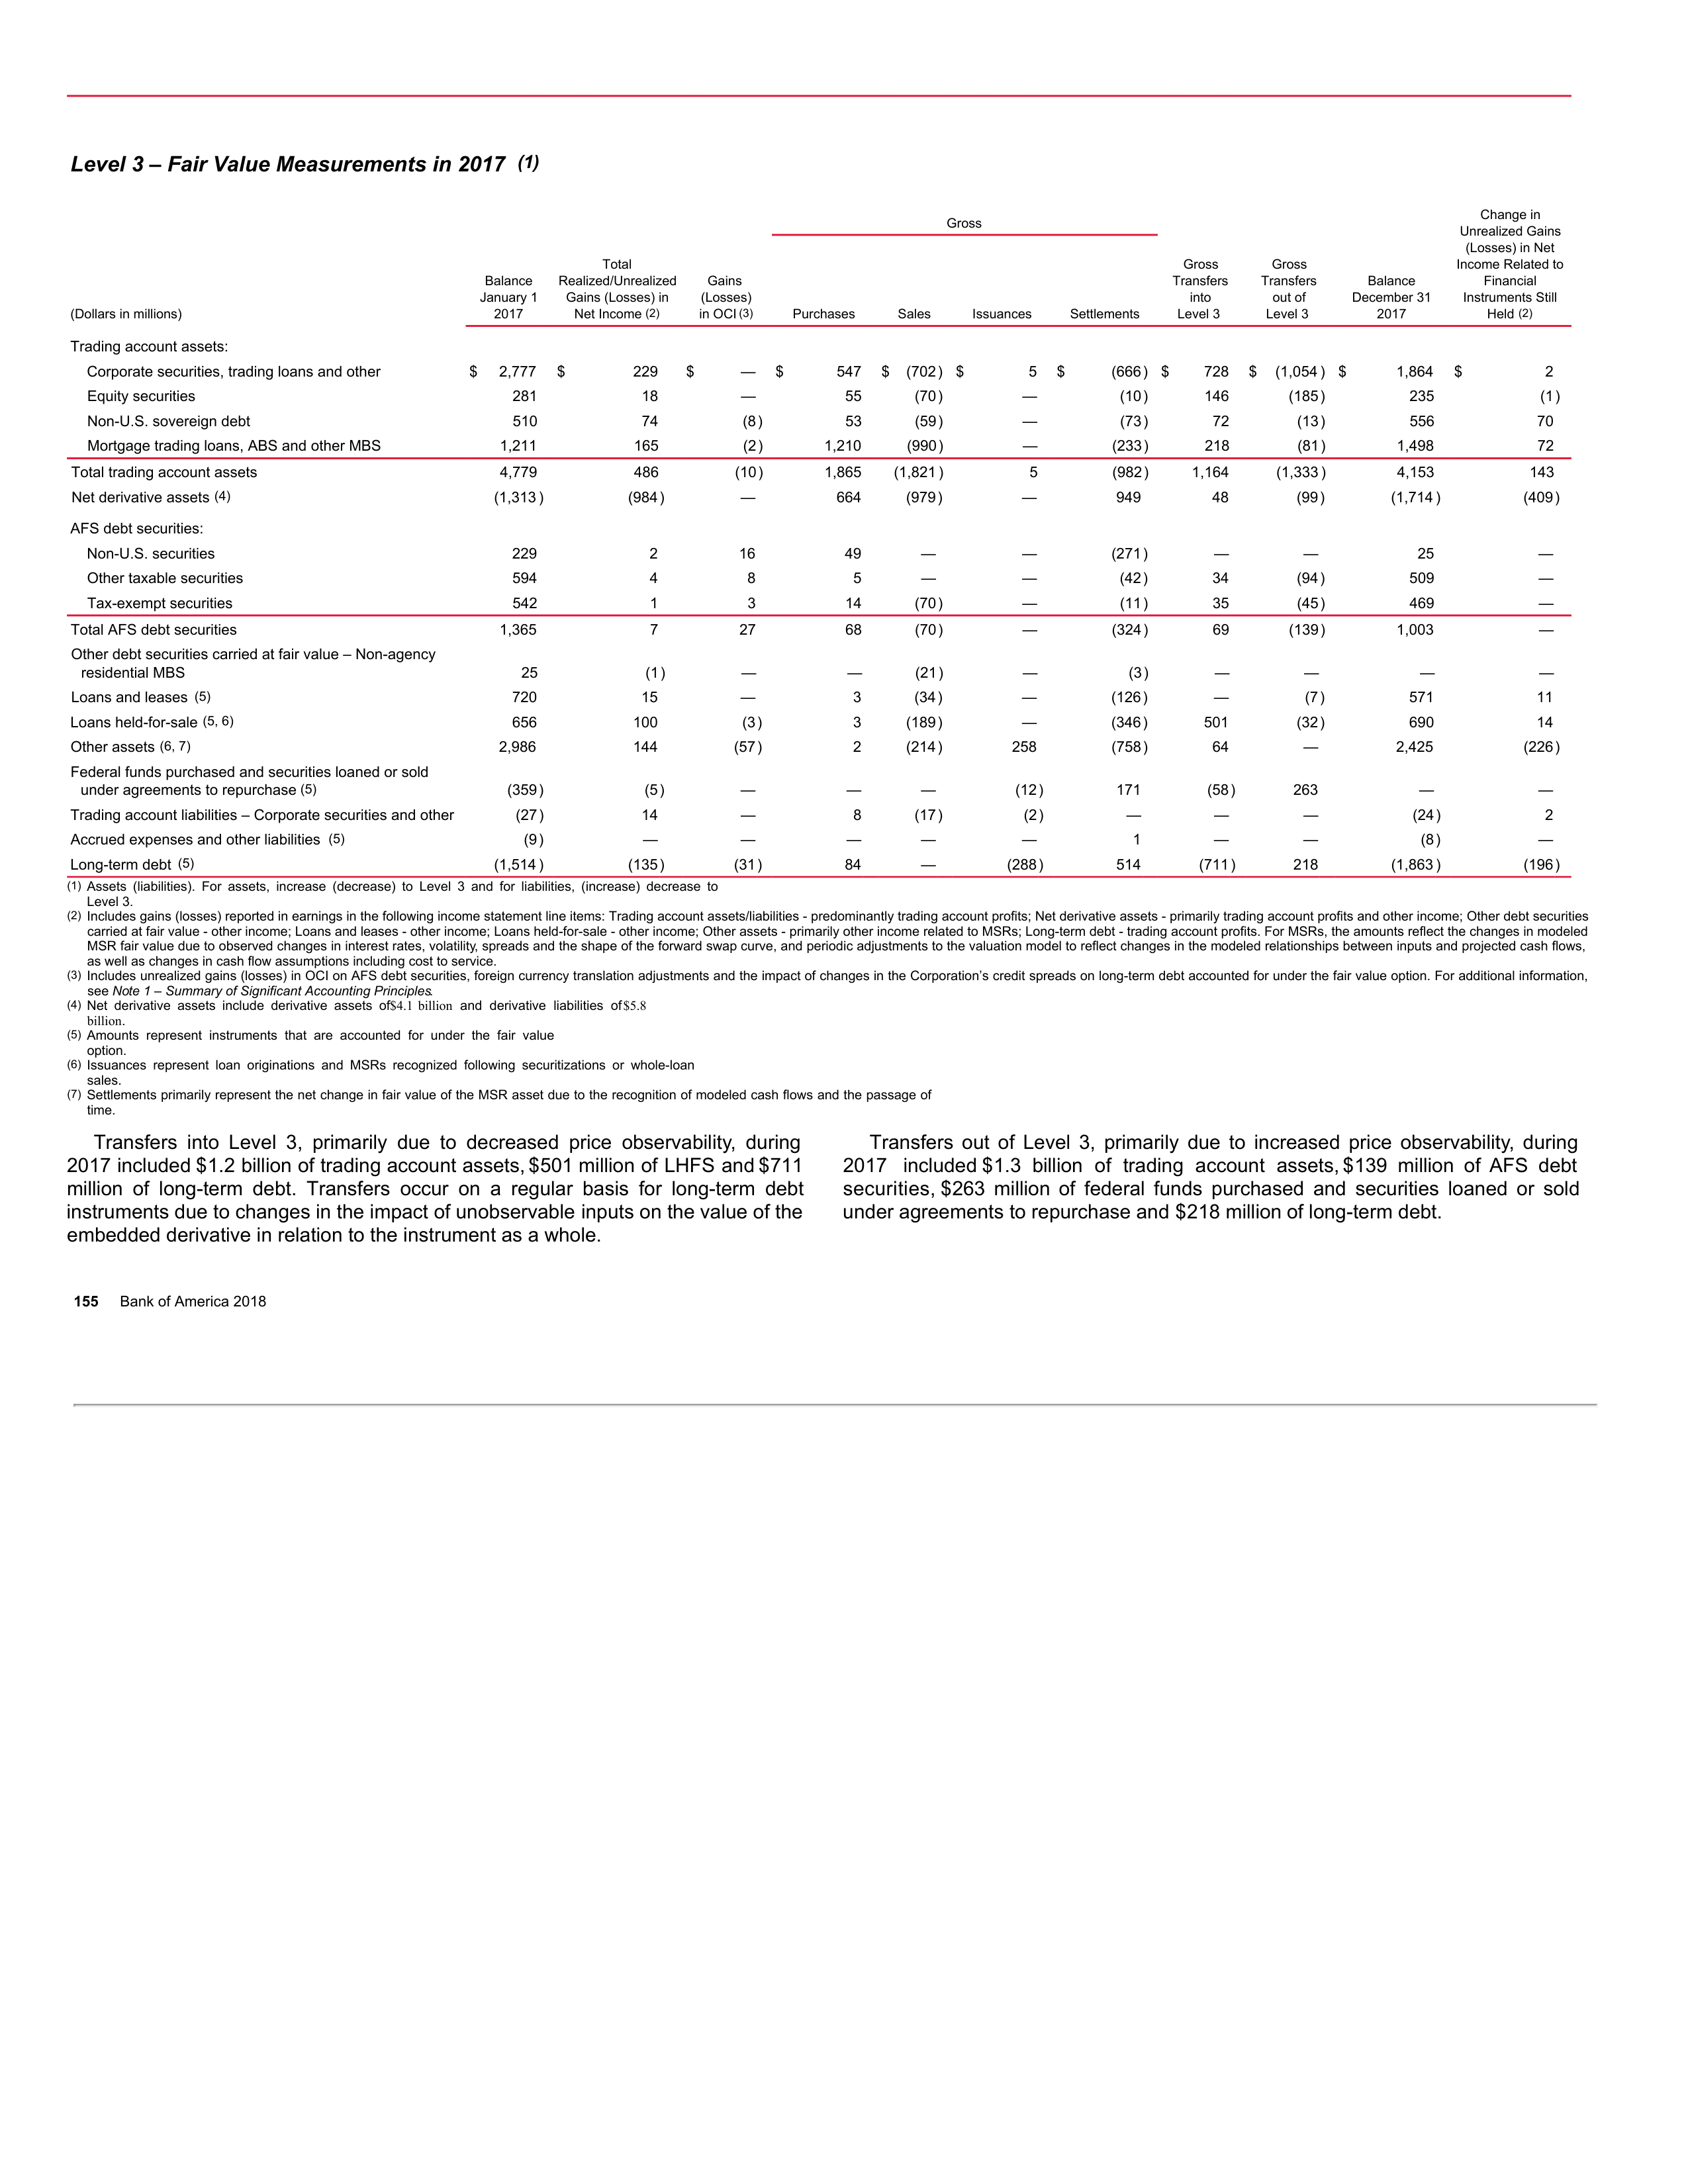 Level 3 – Fair Value Measurements in 2017 (1)
Gross
Change in
Unrealized Gains
(Losses) in Net
Income Related to
Financial
Instruments Still
Held (2)
(Dollars in millions)
Balance
January 1
2017
Total
Realized/Unrealized
Gains (Losses) in
Net Income (2)
Gains
(Losses)
in OCI (3)
Purchases
Sales
Issuances
Settlements
Gross
Transfers
into
Level 3
Gross
Transfers
out of
Level 3
Balance
December 31
2017
Trading account assets:
Corporate securities, trading loans and other $ 2,777 $ 229 $ — $ 547 $ (702) $ 5 $ (666) $ 728 $ (1,054) $ 1,864 $ 2
Equity securities 281 18 — 55 (70) — (10) 146 (185) 235 (1)
Non-U.S. sovereign debt 510 74 (8) 53 (59) — (73) 72 (13) 556 70
Mortgage trading loans, ABS and other MBS 1,211 165 (2) 1,210 (990) — (233) 218 (81) 1,498 72
Total trading account assets 4,779 486 (10) 1,865 (1,821) 5 (982) 1,164 (1,333) 4,153 143
Net derivative assets (4) (1,313) (984) — 664 (979) — 949 48 (99) (1,714) (409)
AFS debt securities:
Non-U.S. securities 229 2 16 49 — — (271) — — 25 —
Other taxable securities 594 4 8 5 — — (42) 34 (94) 509 —
Tax-exempt securities 542 1 3 14 (70) — (11) 35 (45) 469 —
Total AFS debt securities 1,365 7 27 68 (70) — (324) 69 (139) 1,003 —
Other debt securities carried at fair value – Non-agency
residential MBS 25 (1) — — (21) — (3) — — — —
Loans and leases (5) 720 15 — 3 (34) — (126) — (7) 571 11
Loans held-for-sale (5, 6) 656 100 (3) 3 (189) — (346) 501 (32) 690 14
Other assets (6, 7) 2,986 144 (57) 2 (214) 258 (758) 64 — 2,425 (226)
Federal funds purchased and securities loaned or sold
under agreements to repurchase (5) (359) (5) — — — (12) 171 (58) 263 — —
Trading account liabilities – Corporate securities and other (27) 14 — 8 (17) (2) — — — (24) 2
Accrued expenses and other liabilities (5) (9) — — — — — 1 — — (8) —
Long-term debt (5) (1,514) (135) (31) 84 — (288) 514 (711) 218 (1,863) (196)
(1) Assets (liabilities). For assets, increase (decrease) to Level 3 and for liabilities, (increase) decrease to
Level 3.
(2) Includes gains (losses) reported in earnings in the following income statement line items: Trading account assets/liabilities - predominantly trading account profits; Net derivative assets - primarily trading account profits and other income; Other debt securities
carried at fair value - other income; Loans and leases - other income; Loans held-for-sale - other income; Other assets - primarily other income related to MSRs; Long-term debt - trading account profits. For MSRs, the amounts reflect the changes in modeled
MSR fair value due to observed changes in interest rates, volatility, spreads and the shape of the forward swap curve, and periodic adjustments to the valuation model to reflect changes in the modeled relationships between inputs and projected cash flows,
as well as changes in cash flow assumptions including cost to service.
(3) Includes unrealized gains (losses) in OCI on AFS debt securities, foreign currency translation adjustments and the impact of changes in the Corporation's credit spreads on long-term debt accounted for under the fair value option. For additional information,
see Note 1 – Summary of Significant Accounting Principles.
(4) Net derivative assets include derivative assets of$4.1 billion and derivative liabilities of$5.8
billion.
(5) Amounts represent instruments that are accounted for under the fair value
option.
(6) Issuances represent loan originations and MSRs recognized following securitizations or whole-loan
sales.
(7) Settlements primarily represent the net change in fair value of the MSR asset due to the recognition of modeled cash flows and the passage of
time.
Transfers into Level 3, primarily due to decreased price observability, during
2017 included $1.2 billion of trading account assets, $501 million of LHFS and $711
million of long-term debt. Transfers occur on a regular basis for long-term debt
instruments due to changes in the impact of unobservable inputs on the value of the
embedded derivative in relation to the instrument as a whole.
Transfers out of Level 3, primarily due to increased price observability, during
2017 included $1.3 billion of trading account assets, $139 million of AFS debt
securities, $263 million of federal funds purchased and securities loaned or sold
under agreements to repurchase and $218 million of long-term debt.
155 Bank of America 2018